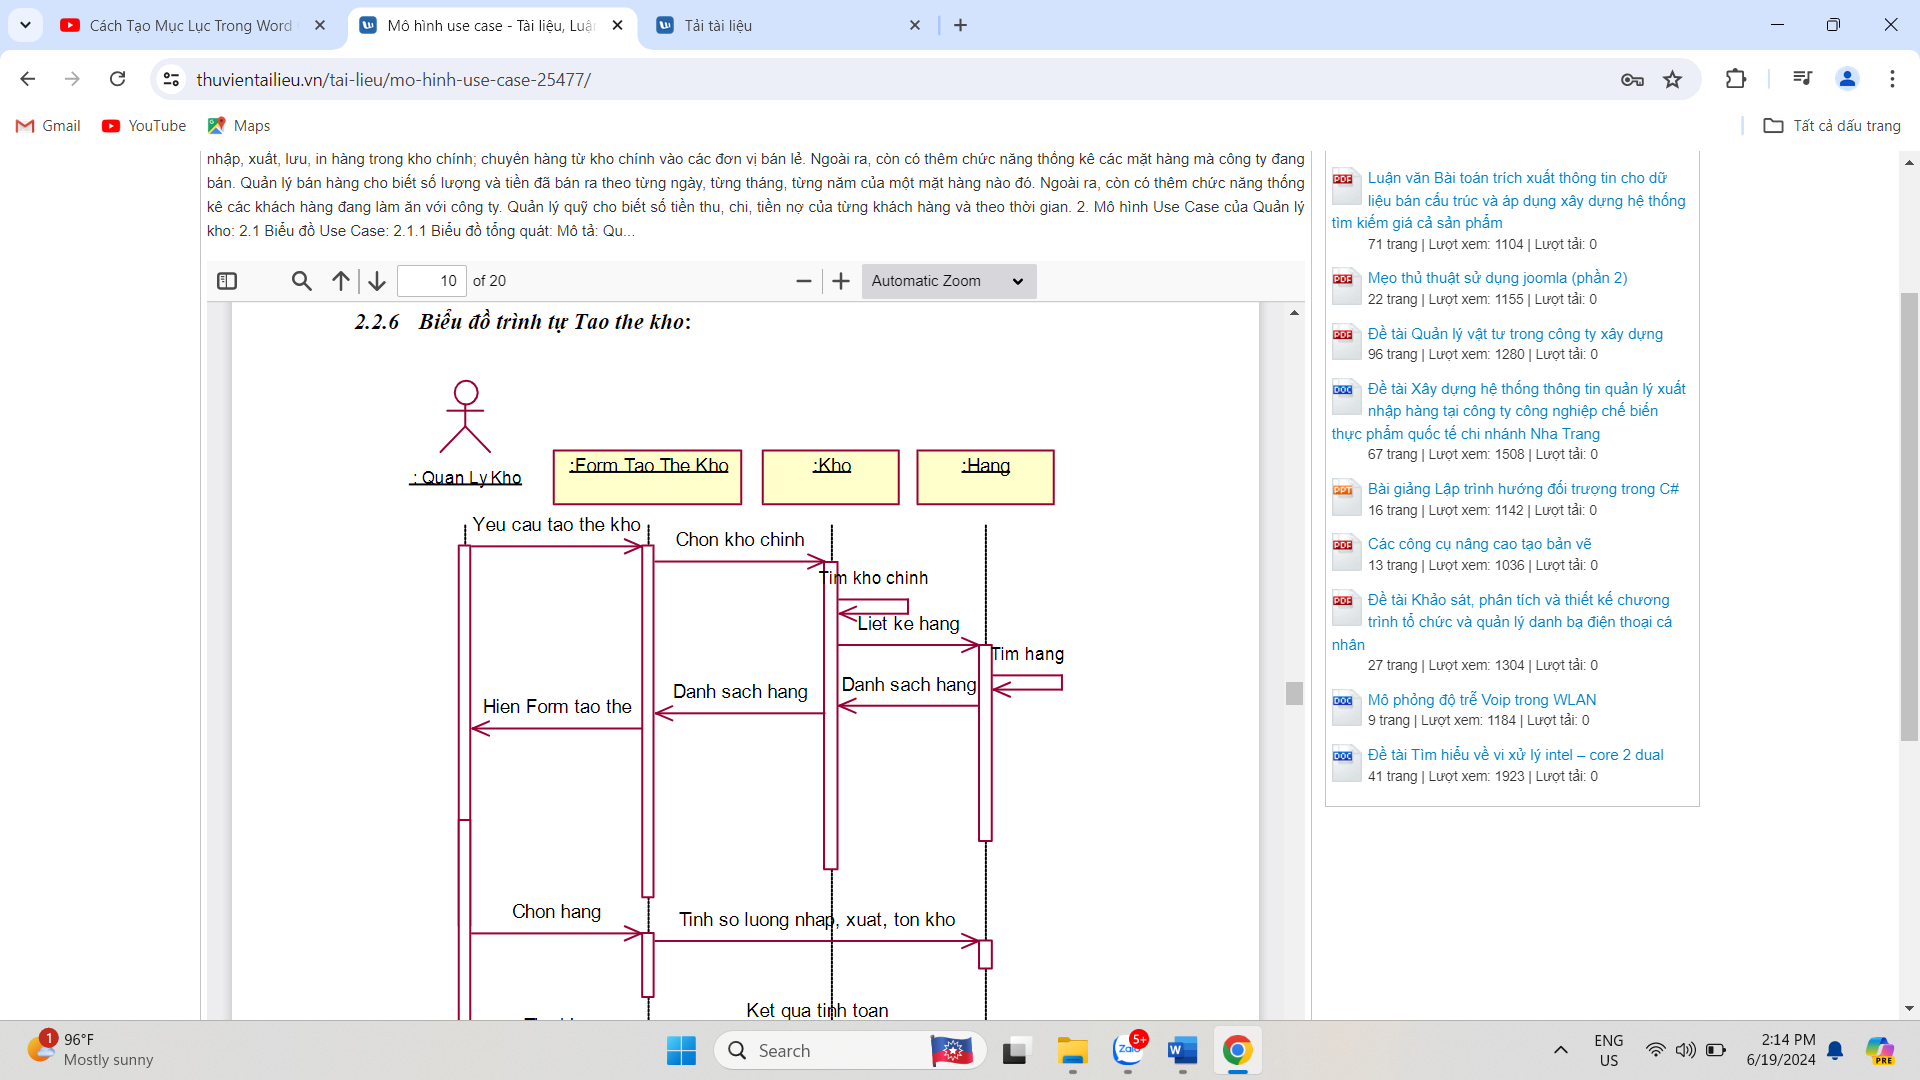 Cách Tạo Mục Lục Trong Word
Mô hình use case - Tài liệu, Luậ
Tải tài liệu
thuvientailieu.vn/tai-lieu/mo-hinh-use-case-25477/
Gmail
YouTube
Maps
Tất cả dấu trang
nhập, xuất, lưu, in hàng trong kho chính; chuyển hàng từ kho chính vào các đơn vị bán lẻ. Ngoài ra, còn có thêm chức năng thống kê các mặt hàng mà công ty đang
bán. Quản lý bán hàng cho biết số lượng và tiền đã bán ra theo từng ngày, từng tháng, từng năm của một mặt hàng nào đó. Ngoài ra, còn có thêm chức năng thống
kê các khách hàng đang làm ăn với công ty. Quản lý quỹ cho biết số tiền thu, chi, tiền nợ của từng khách hàng và theo thời gian. 2. Mô hình Use Case của Quản lý
kho: 2.1 Biểu đồ Use Case: 2.1.1 Biểu đồ tổng quát: Mô tả: Qu...
10 of 20
Automatic Zoom
2.2.6 Biểu đồ trình tự Tao the kho:
: Quan Ly Kho
:Form Tao The Kho
:Kho
:Hang
Yeu cau tao the kho
Chon kho chinh
Tim kho chinh
Liet ke hang
Tim hang
Danh sach hang
Danh sach hang
Hien Form tao the
Chon hang
Tinh so luong nhap, xuat, ton kho
Ket qua tinh toan
PDF
Luận văn Bài toán trích xuất thông tin cho dữ
liệu bán cấu trúc và áp dụng xây dựng hệ thống
tìm kiếm giá cả sản phẩm
71 trang | Lượt xem: 1104 | Lượt tải: 0
PDF
Mẹo thủ thuật sử dụng joomla (phần 2)
22 trang | Lượt xem: 1155 | Lượt tải: 0
PDF
Đề tài Quản lý vật tư trong công ty xây dựng
96 trang | Lượt xem: 1280 | Lượt tải: 0
DOC
Đề tài Xây dựng hệ thống thông tin quản lý xuất
nhập hàng tại công ty công nghiệp chế biến
thực phẩm quốc tế chi nhánh Nha Trang
67 trang | Lượt xem: 1508 | Lượt tải: 0
PPT
Bài giảng Lập trình hướng đối trượng trong C#
16 trang | Lượt xem: 1142 | Lượt tải: 0
PDF
Các công cụ nâng cao tạo bản vẽ
13 trang | Lượt xem: 1036 | Lượt tải: 0
PDF
Đề tài Khảo sát, phân tích và thiết kế chương
trình tổ chức và quản lý danh bạ điện thoại cá
nhân
27 trang | Lượt xem: 1304 | Lượt tải: 0
DOC
Mô phỏng độ trễ Voip trong WLAN
9 trang | Lượt xem: 1184 | Lượt tải: 0
DOC
Đề tài Tìm hiểu về vi xử lý intel – core 2 dual
41 trang | Lượt xem: 1923 | Lượt tải: 0
1
96°F
Mostly sunny
Search
Zalo
5+
W
ENG
US
2:14 PM
6/19/2024
PRE